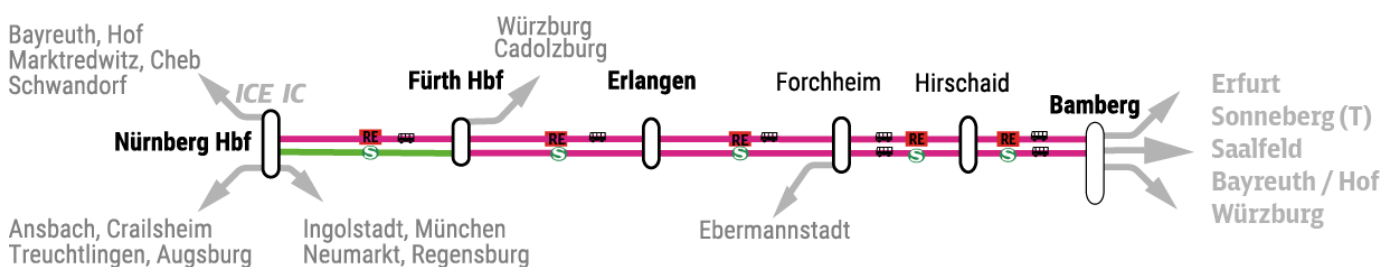 Bayreuth, Hof
Marktredwitz, Cheb
Schwandorf
ICE IC
Nürnberg Hbf
Ansbach, Crailsheim
Treuchtlingen, Augsburg
Ingolstadt, München
Neumarkt, Regensburg
Fürth Hbf
Würzburg
Cadolzburg
Erlangen
Forchheim
Ebermannstadt
Hirschaid
Bamberg
Erfurt
Sonneberg (T)
Saalfeld
Bayreuth / Hof
Würzburg
RE
S
RE
S
RE
S
RE
S
RE
S